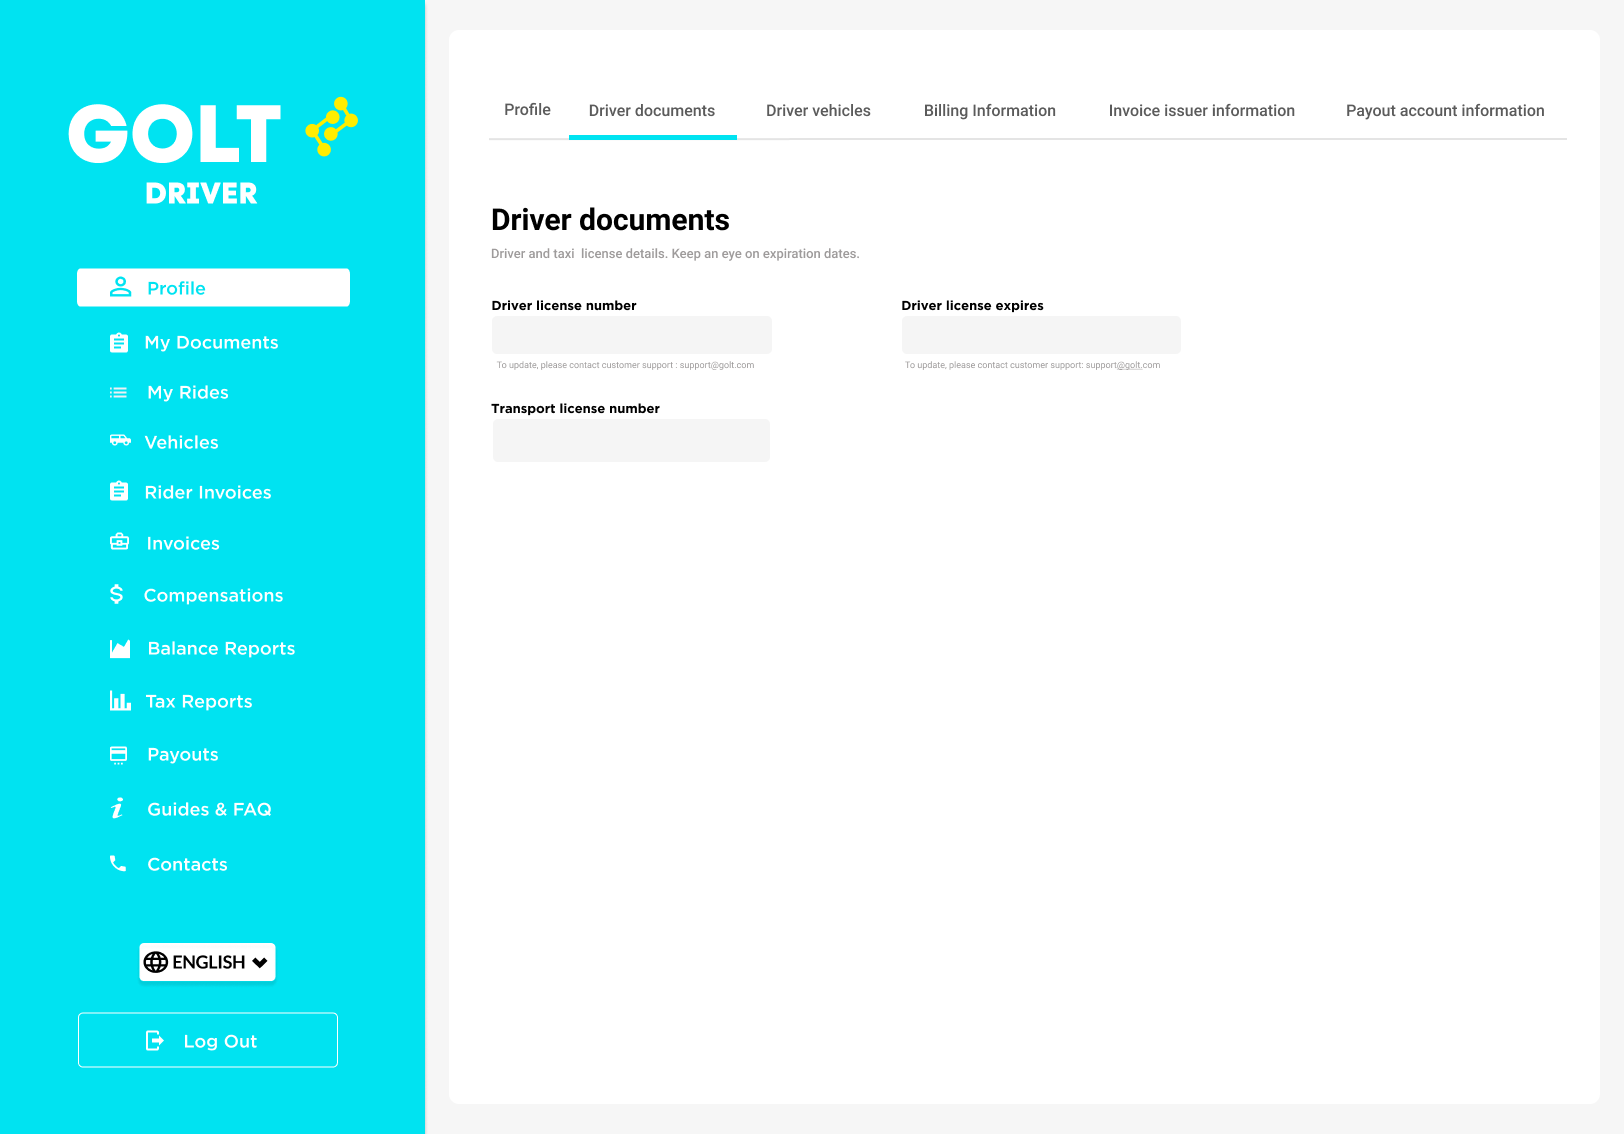 GOLT
DRIVER
Profile
My Documents
My Rides
Vehicles
Rider Invoices
Invoices
Compensations
Balance Reports
Tax Reports
Payouts
Guides & FAQ
Contacts
ENGLISH
Log Out
Profile Driver documents Driver vehicles Billing Information Invoice issuer information Payout account information
Driver documents
Driver and taxi license details. Keep an eye on expiration dates.
Driver license number Driver license expires
To update, please contact customer support : support@golt.com To update, please contact customer support: support@golt.com
Transport license number